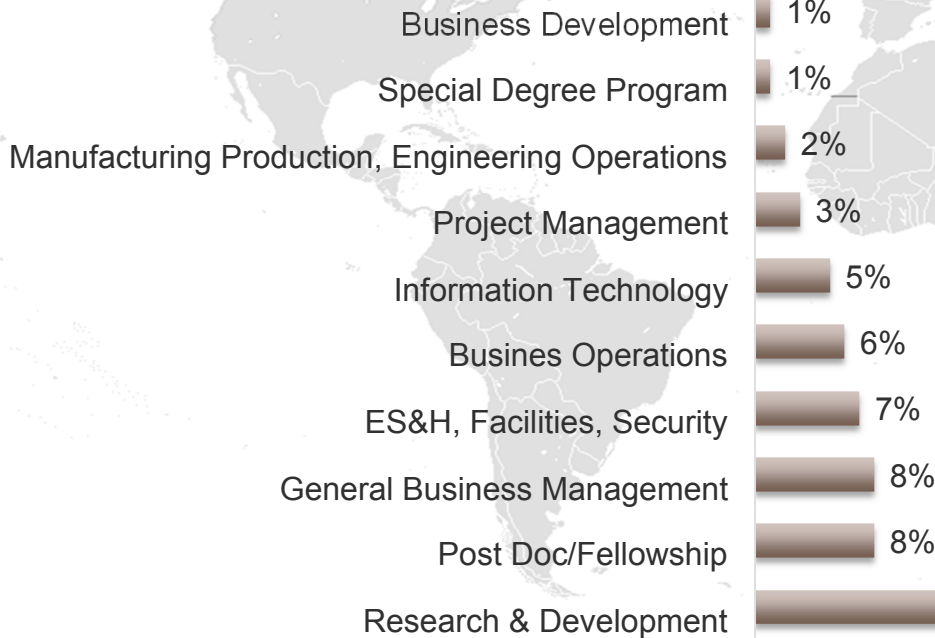 Business Development 1%
Special Degree Program 1%
Manufacturing Production, Engineering Operations 2%
Project Management 3%
Information Technology 5%
Busines Operations 6%
ES&H, Facilities, Security 7%
General Business Management 8%
Post Doc/Fellowship 8%
Research & Development